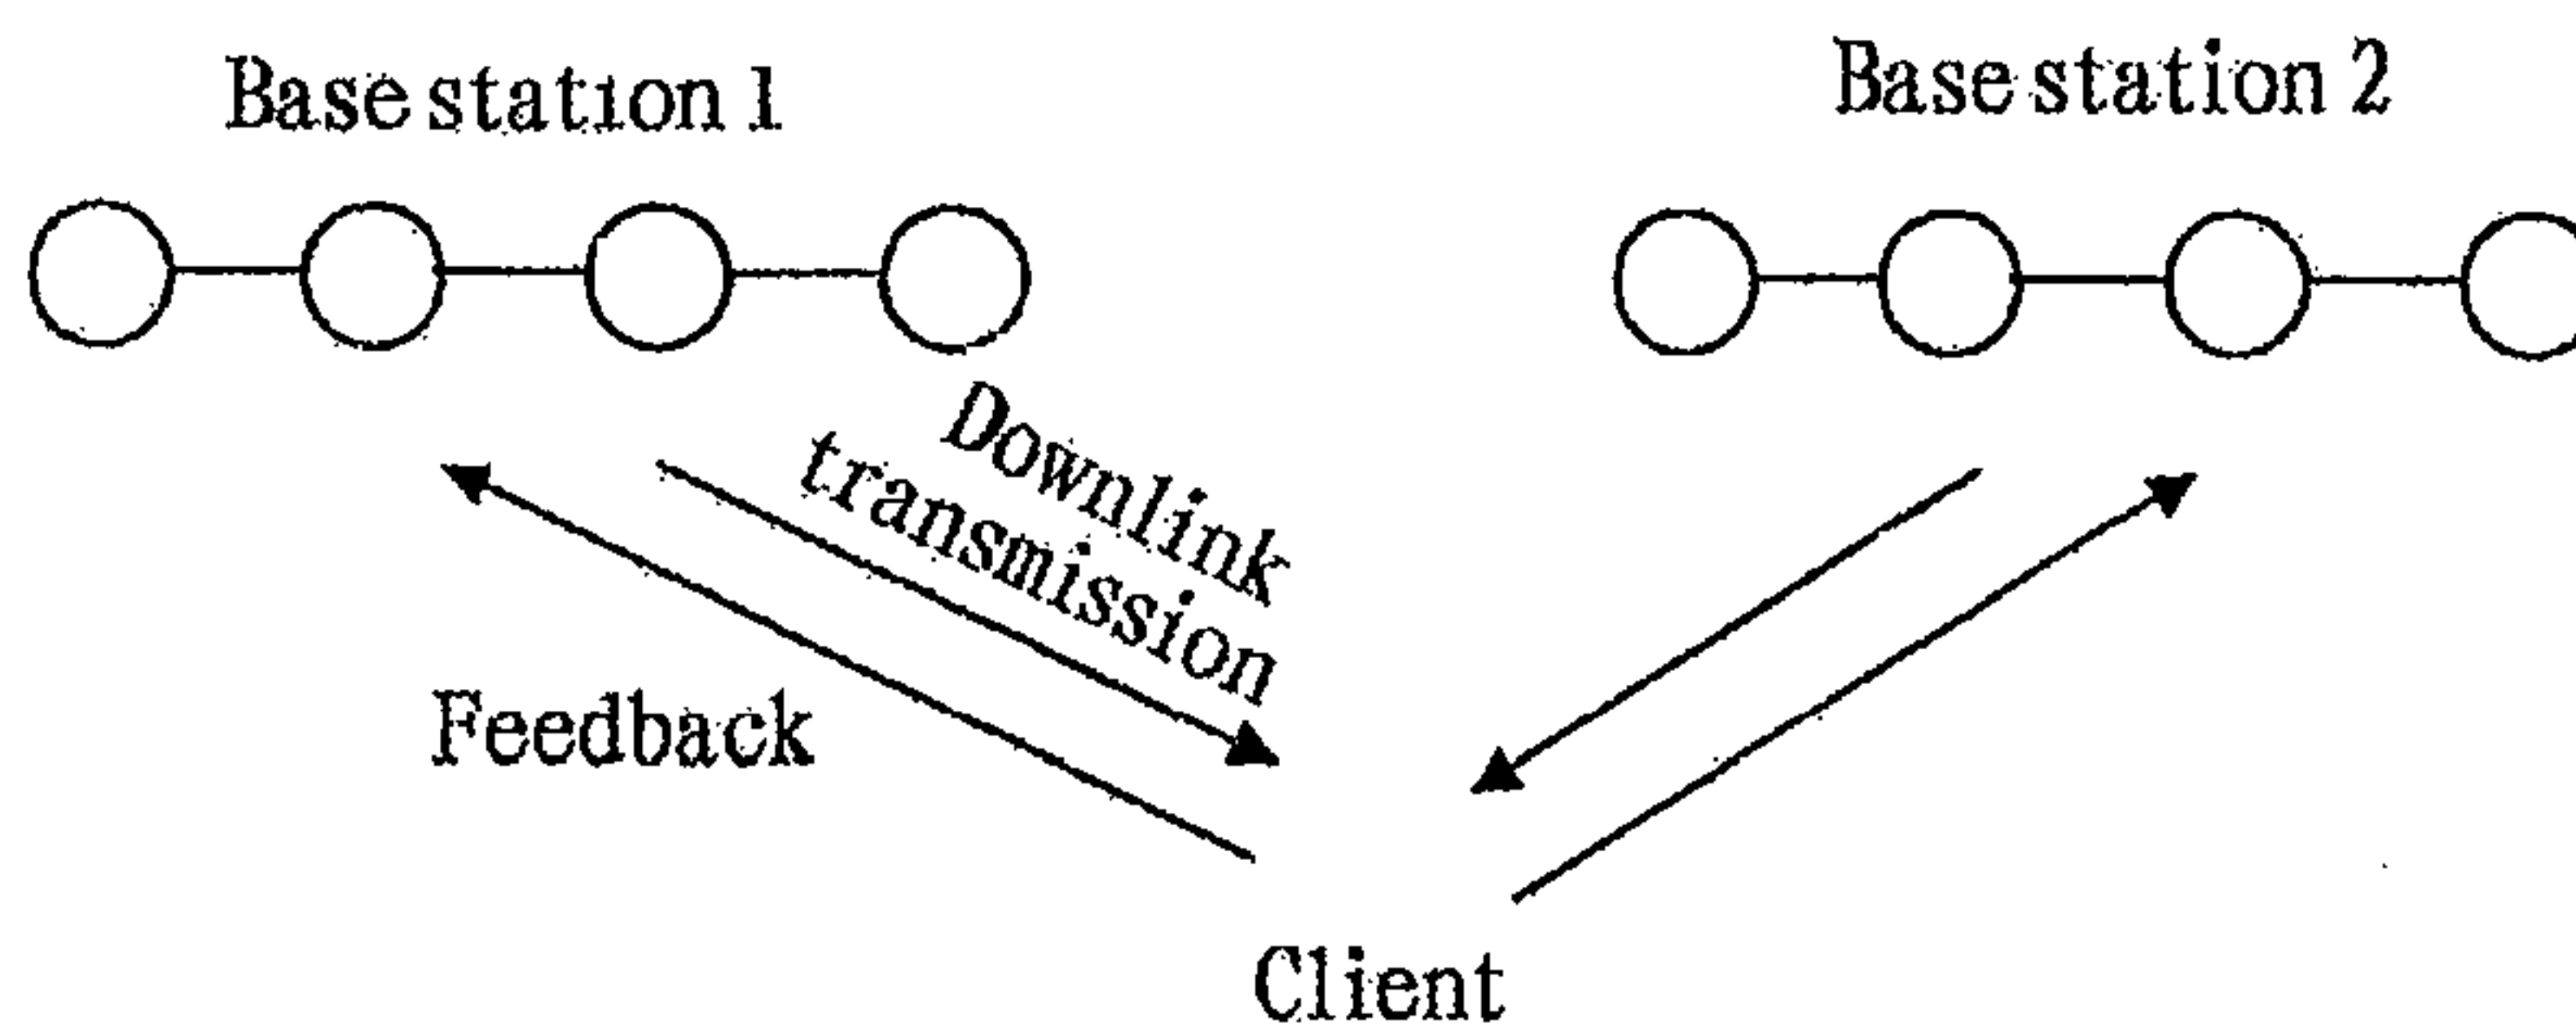 Base station 1
Base station 2
Downlink
transmission
Feedback
Client